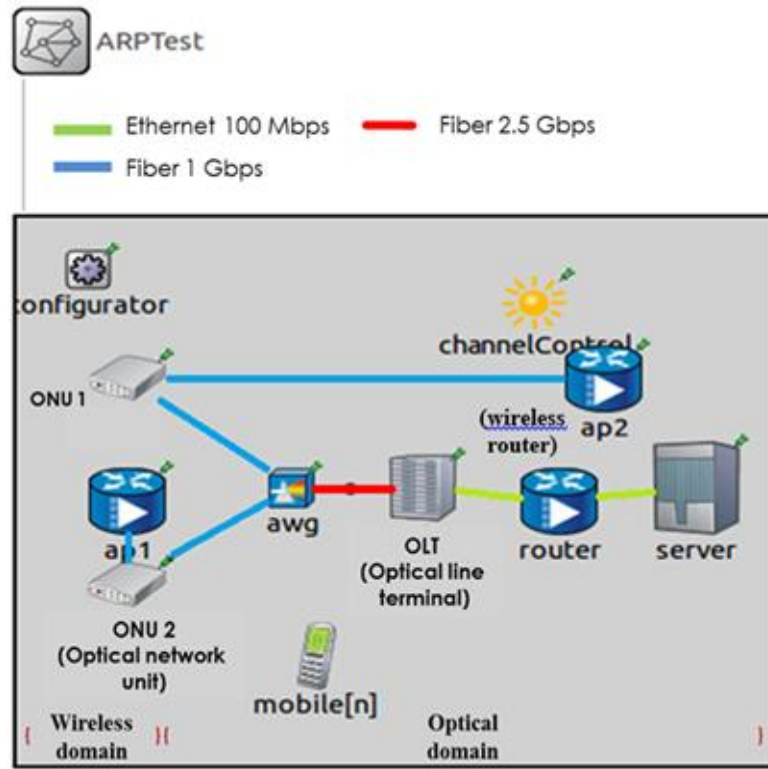 ARPTest
Ethernet 100 Mbps
Fiber 2.5 Gbps
Fiber 1 Gbps
configurator
channelControl
ONU 1
(wireless
router)
ap2
ap1
awg
OLT
(Optical line
terminal)
router
server
ONU 2
(Optical network
unit)
mobile[n]
{ Wireless
domain }{
Optical
domain }